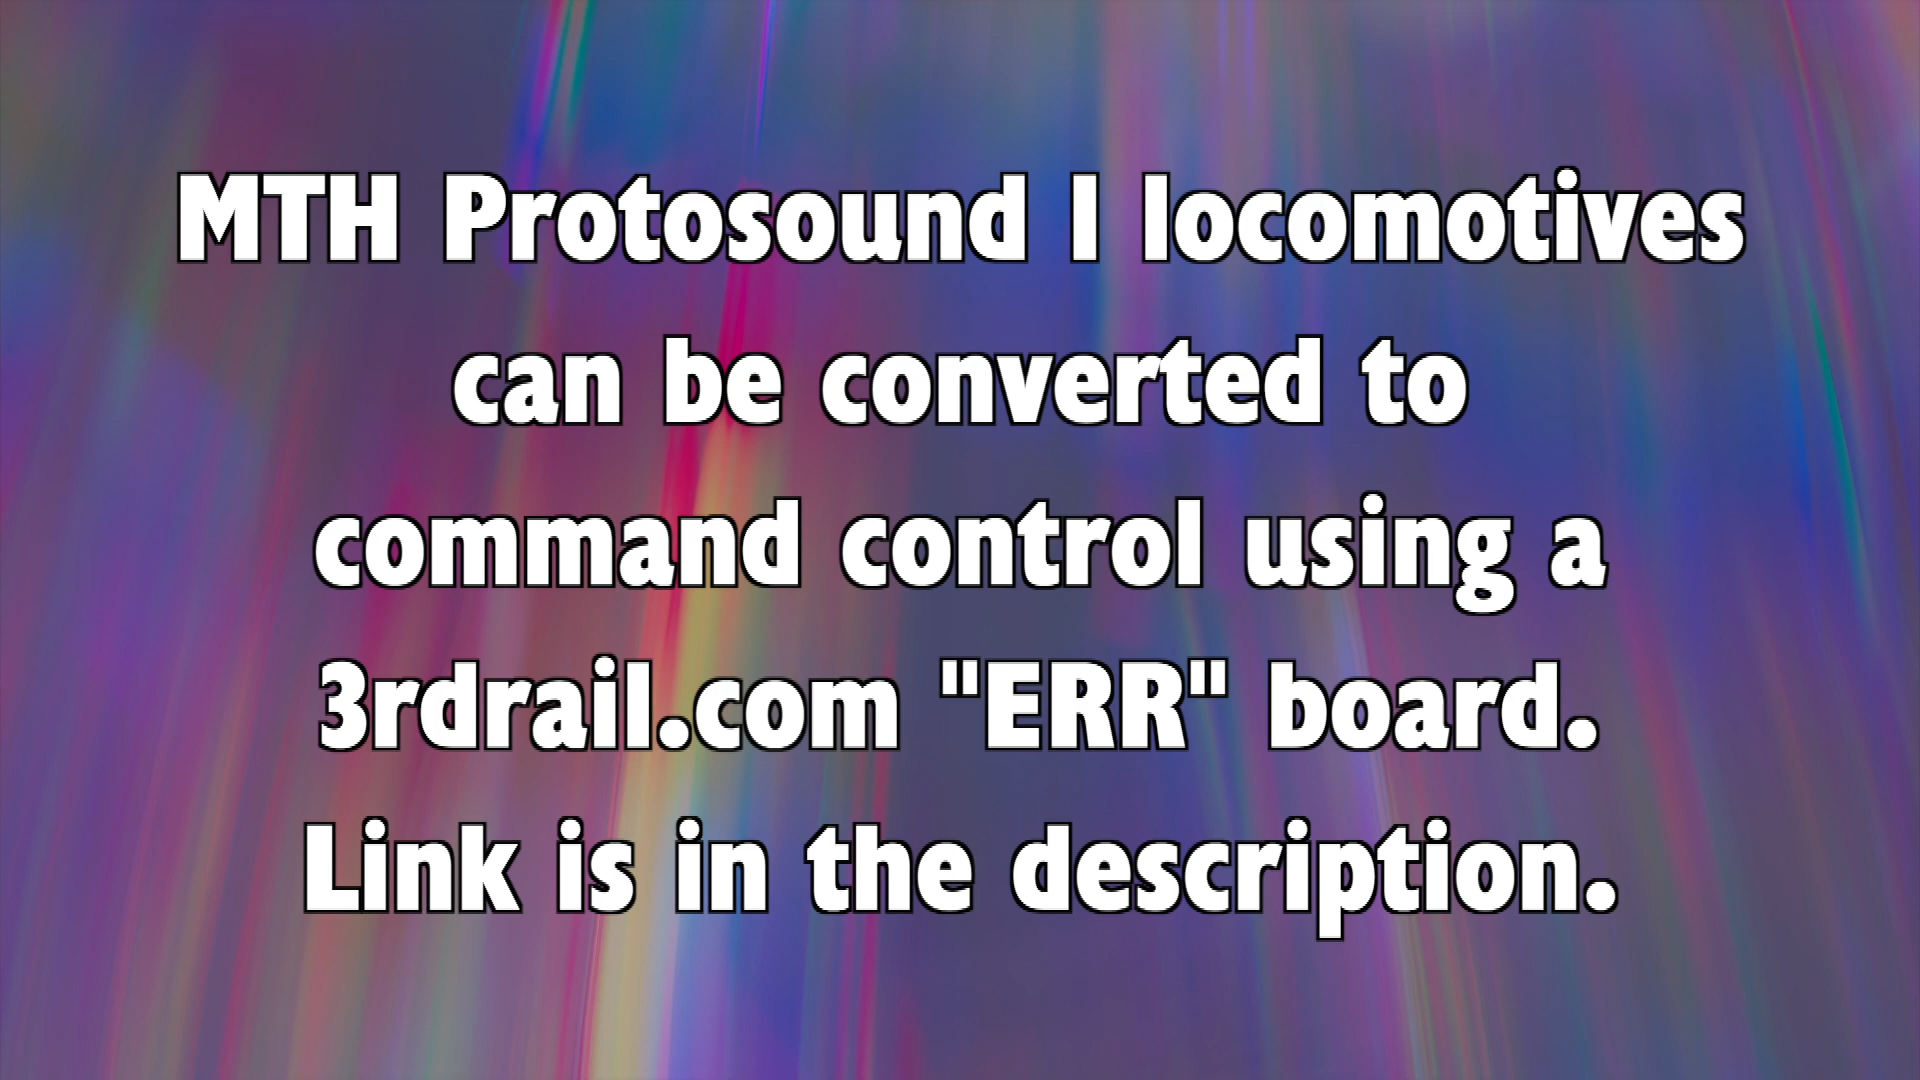 MTH Protosound I locomotives
can be converted to
command control using a
3rdrail.com "ERR" board.
Link is in the description.